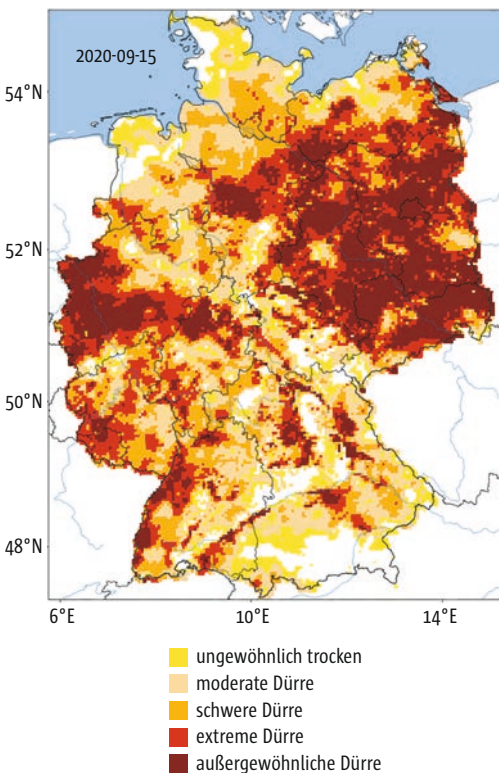 2020-09-15
54°N
52°N
50°N
48°N
6°E 10°E 14°E
ungewöhnlich trocken
moderate Dürre
schwere Dürre
extreme Dürre
außergewöhnliche Dürre